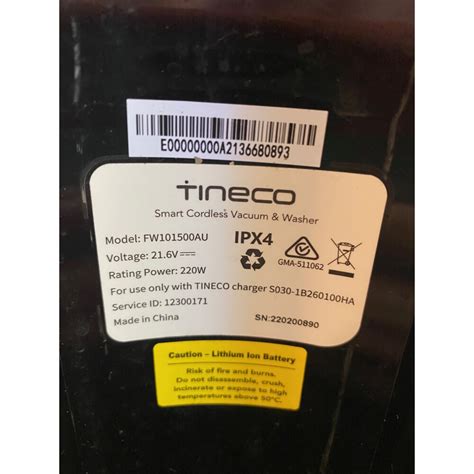 E00000000A2136680893
TINECO
Smart Cordless Vacuum & Washer
Model: FW101500AU
IPX4
Voltage: 21.6V⎓
GMA-511062
Rating Power: 220W
For use only with TINECO charger S030-1B260100HA
Service ID: 12300171
Made in China
SN:220200890
Caution – Lithium Ion Battery
Risk of fire and burns.
Do not disassemble, crush,
incinerate or expose to high
temperatures above 50°C.